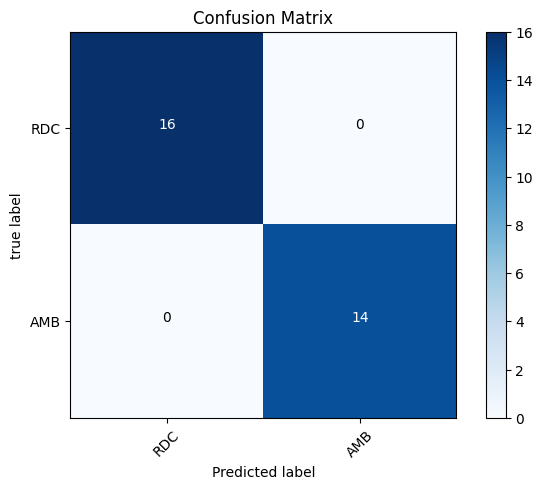 Confusion Matrix
true label
RDC
AMB
16
0
0
14
RDC
AMB
Predicted label
16
14
12
10
8
6
4
2
0